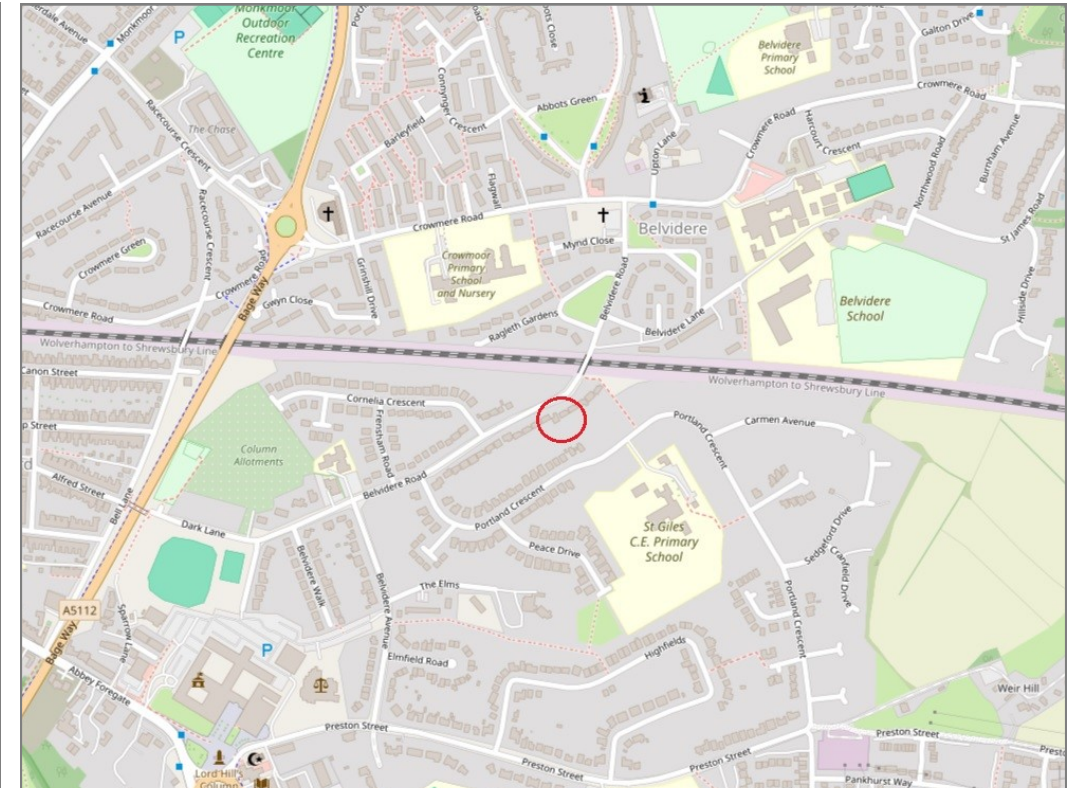 Monkmoor
Outdoor
Recreation
Centre
Monkmoor
Racecourse Crescent
The Chase
Racecourse Avenue
Racecourse Crescent
Crowmere Green
Crowmere Road
Crowmere Road
Bage Way
Gwyn Close
Grinshill Drive
Barleyfield
Connynger Crescent
Flagwall
Abbots Green
Upton Lane
Belvidere
Primary
School
Galton Drive
Crowmere Road
Crowmere Road
Harcourt Crescent
Northwood Road
Burnham Avenue
St James Road
Hillside Drive
Crowmere Road
Belvidere
Mynd Close
Crowmoor
Primary
School
and Nursery
Ragleth Gardens
Belvidere Road
Belvidere Lane
Belvidere
School
Wolverhampton to Shrewsbury Line
Wolverhampton to Shrewsbury Line
Canon Street
p Street
Alfred Street
Bell Lane
Column
Allotments
Cornelia Crescent
Frensham Road
Belvidere Road
Dark Lane
Portland Crescent
Peace Drive
Portland Crescent
Carmen Avenue
St Giles
C.E. Primary
School
Sedgeford Drive
Cranfield Drive
Portland Crescent
Belvidere Walk
Belvidere Avenue
The Elms
Elmfield Road
Highfields
A5112
Bage Way
Sparrow Lane
Abbey Foregate
P
P
Preston Street
Preston Street
Preston Street
Preston Street
Weir Hill
Pankhurst Way
Lord Hill's
Column